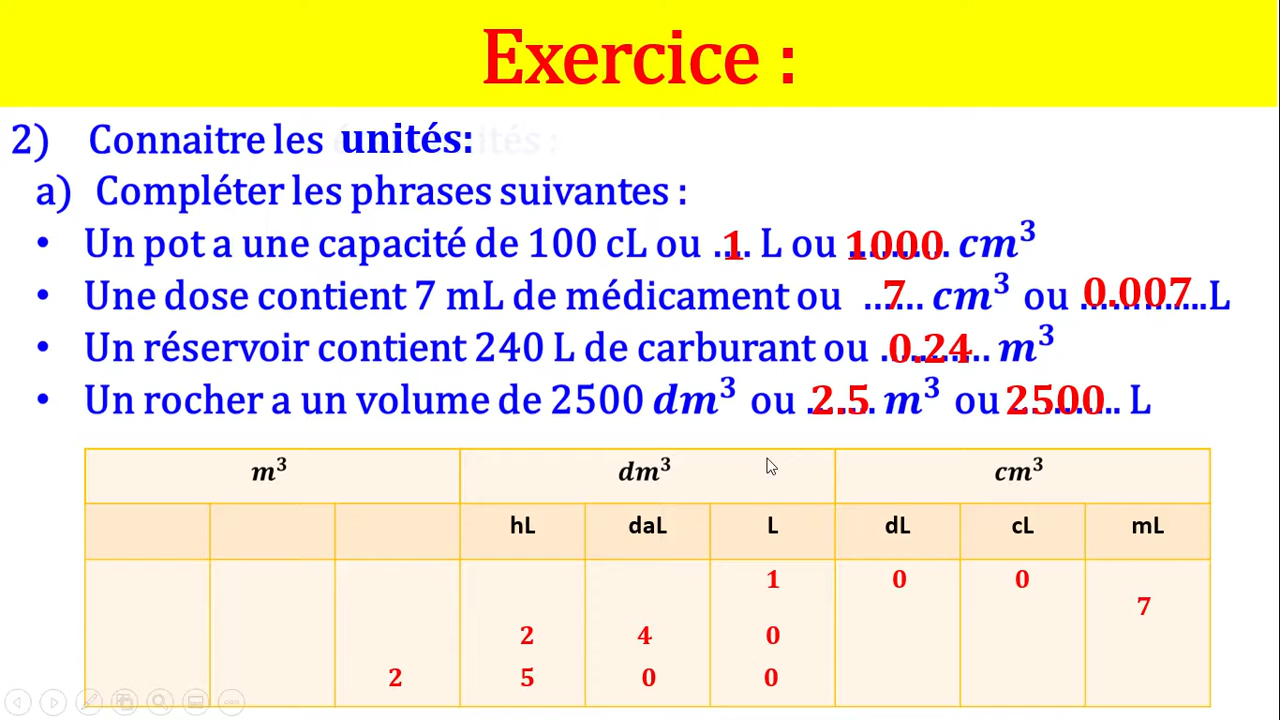 Exercice :
2) Connaitre les unités:
a) Compléter les phrases suivantes :
• Un pot a une capacité de 100 cL ou ..1.. L ou 1000 cm³
• Une dose contient 7 mL de médicament ou ..7.. cm³ ou 0.007 L
• Un réservoir contient 240 L de carburant ou 0.24 m³
• Un rocher a un volume de 2500 dm³ ou 2.5 m³ ou 2500 L
m³ dm³ cm³
hL daL L dL cL mL
1 0 0
7
2 4 0
2 5 0 0